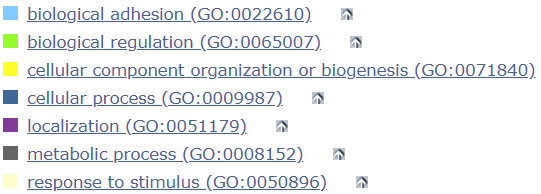 biological adhesion (GO:0022610)
biological regulation (GO:0065007)
cellular component organization or biogenesis (GO:0071840)
cellular process (GO:0009987)
localization (GO:0051179)
metabolic process (GO:0008152)
response to stimulus (GO:0050896)